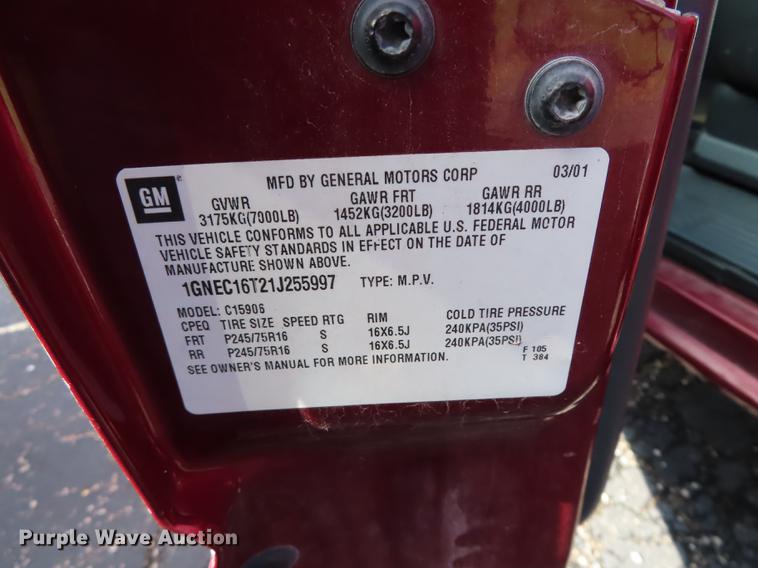 GM
MFD BY GENERAL MOTORS CORP 03/01
GVWR GAWR FRT GAWR RR
3175KG(7000LB) 1452KG(3200LB) 1814KG(4000LB)
THIS VEHICLE CONFORMS TO ALL APPLICABLE U.S. FEDERAL MOTOR
VEHICLE SAFETY STANDARDS IN EFFECT ON THE DATE OF
MANUFACTURE SHOWN ABOVE.
1GNEC16T21J255997 TYPE: M.P.V.
MODEL: C15906
CPEQ TIRE SIZE SPEED RTG RIM COLD TIRE PRESSURE
FRT P245/75R16 S 16X6.5J 240KPA(35PSI)
RR P245/75R16 S 16X6.5J 240KPA(35PSI)
SEE OWNER'S MANUAL FOR MORE INFORMATION.
F 105
T 384
Purple Wave Auction